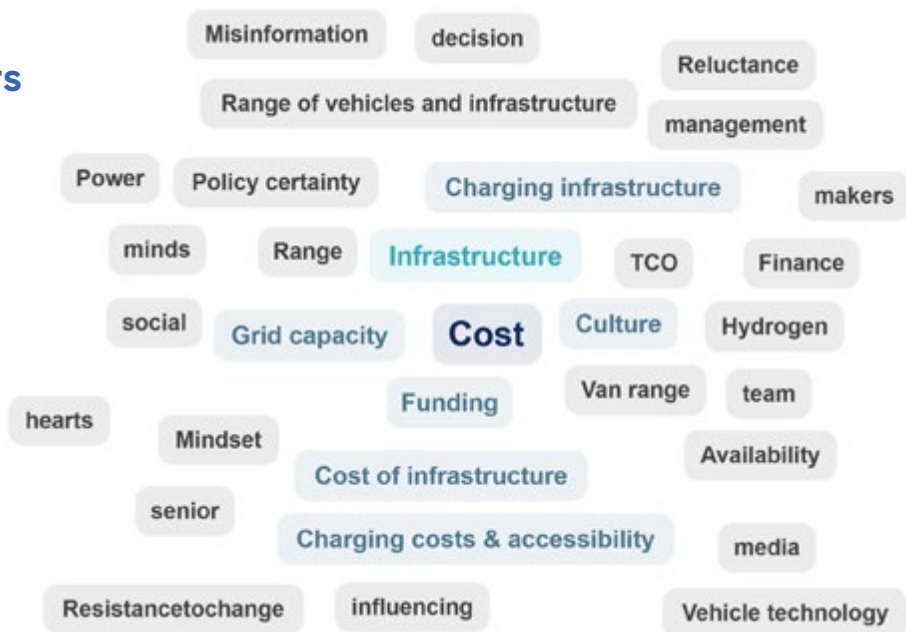 rs
Misinformation
decision
Reluctance
Range of vehicles and infrastructure
management
Power
Policy certainty
Charging infrastructure
makers
minds
Range
Infrastructure
TCO
Finance
social
Grid capacity
Cost
Culture
Hydrogen
Funding
Van range
team
hearts
Mindset
Availability
Cost of infrastructure
senior
Charging costs & accessibility
media
Resistancetochange
influencing
Vehicle technology